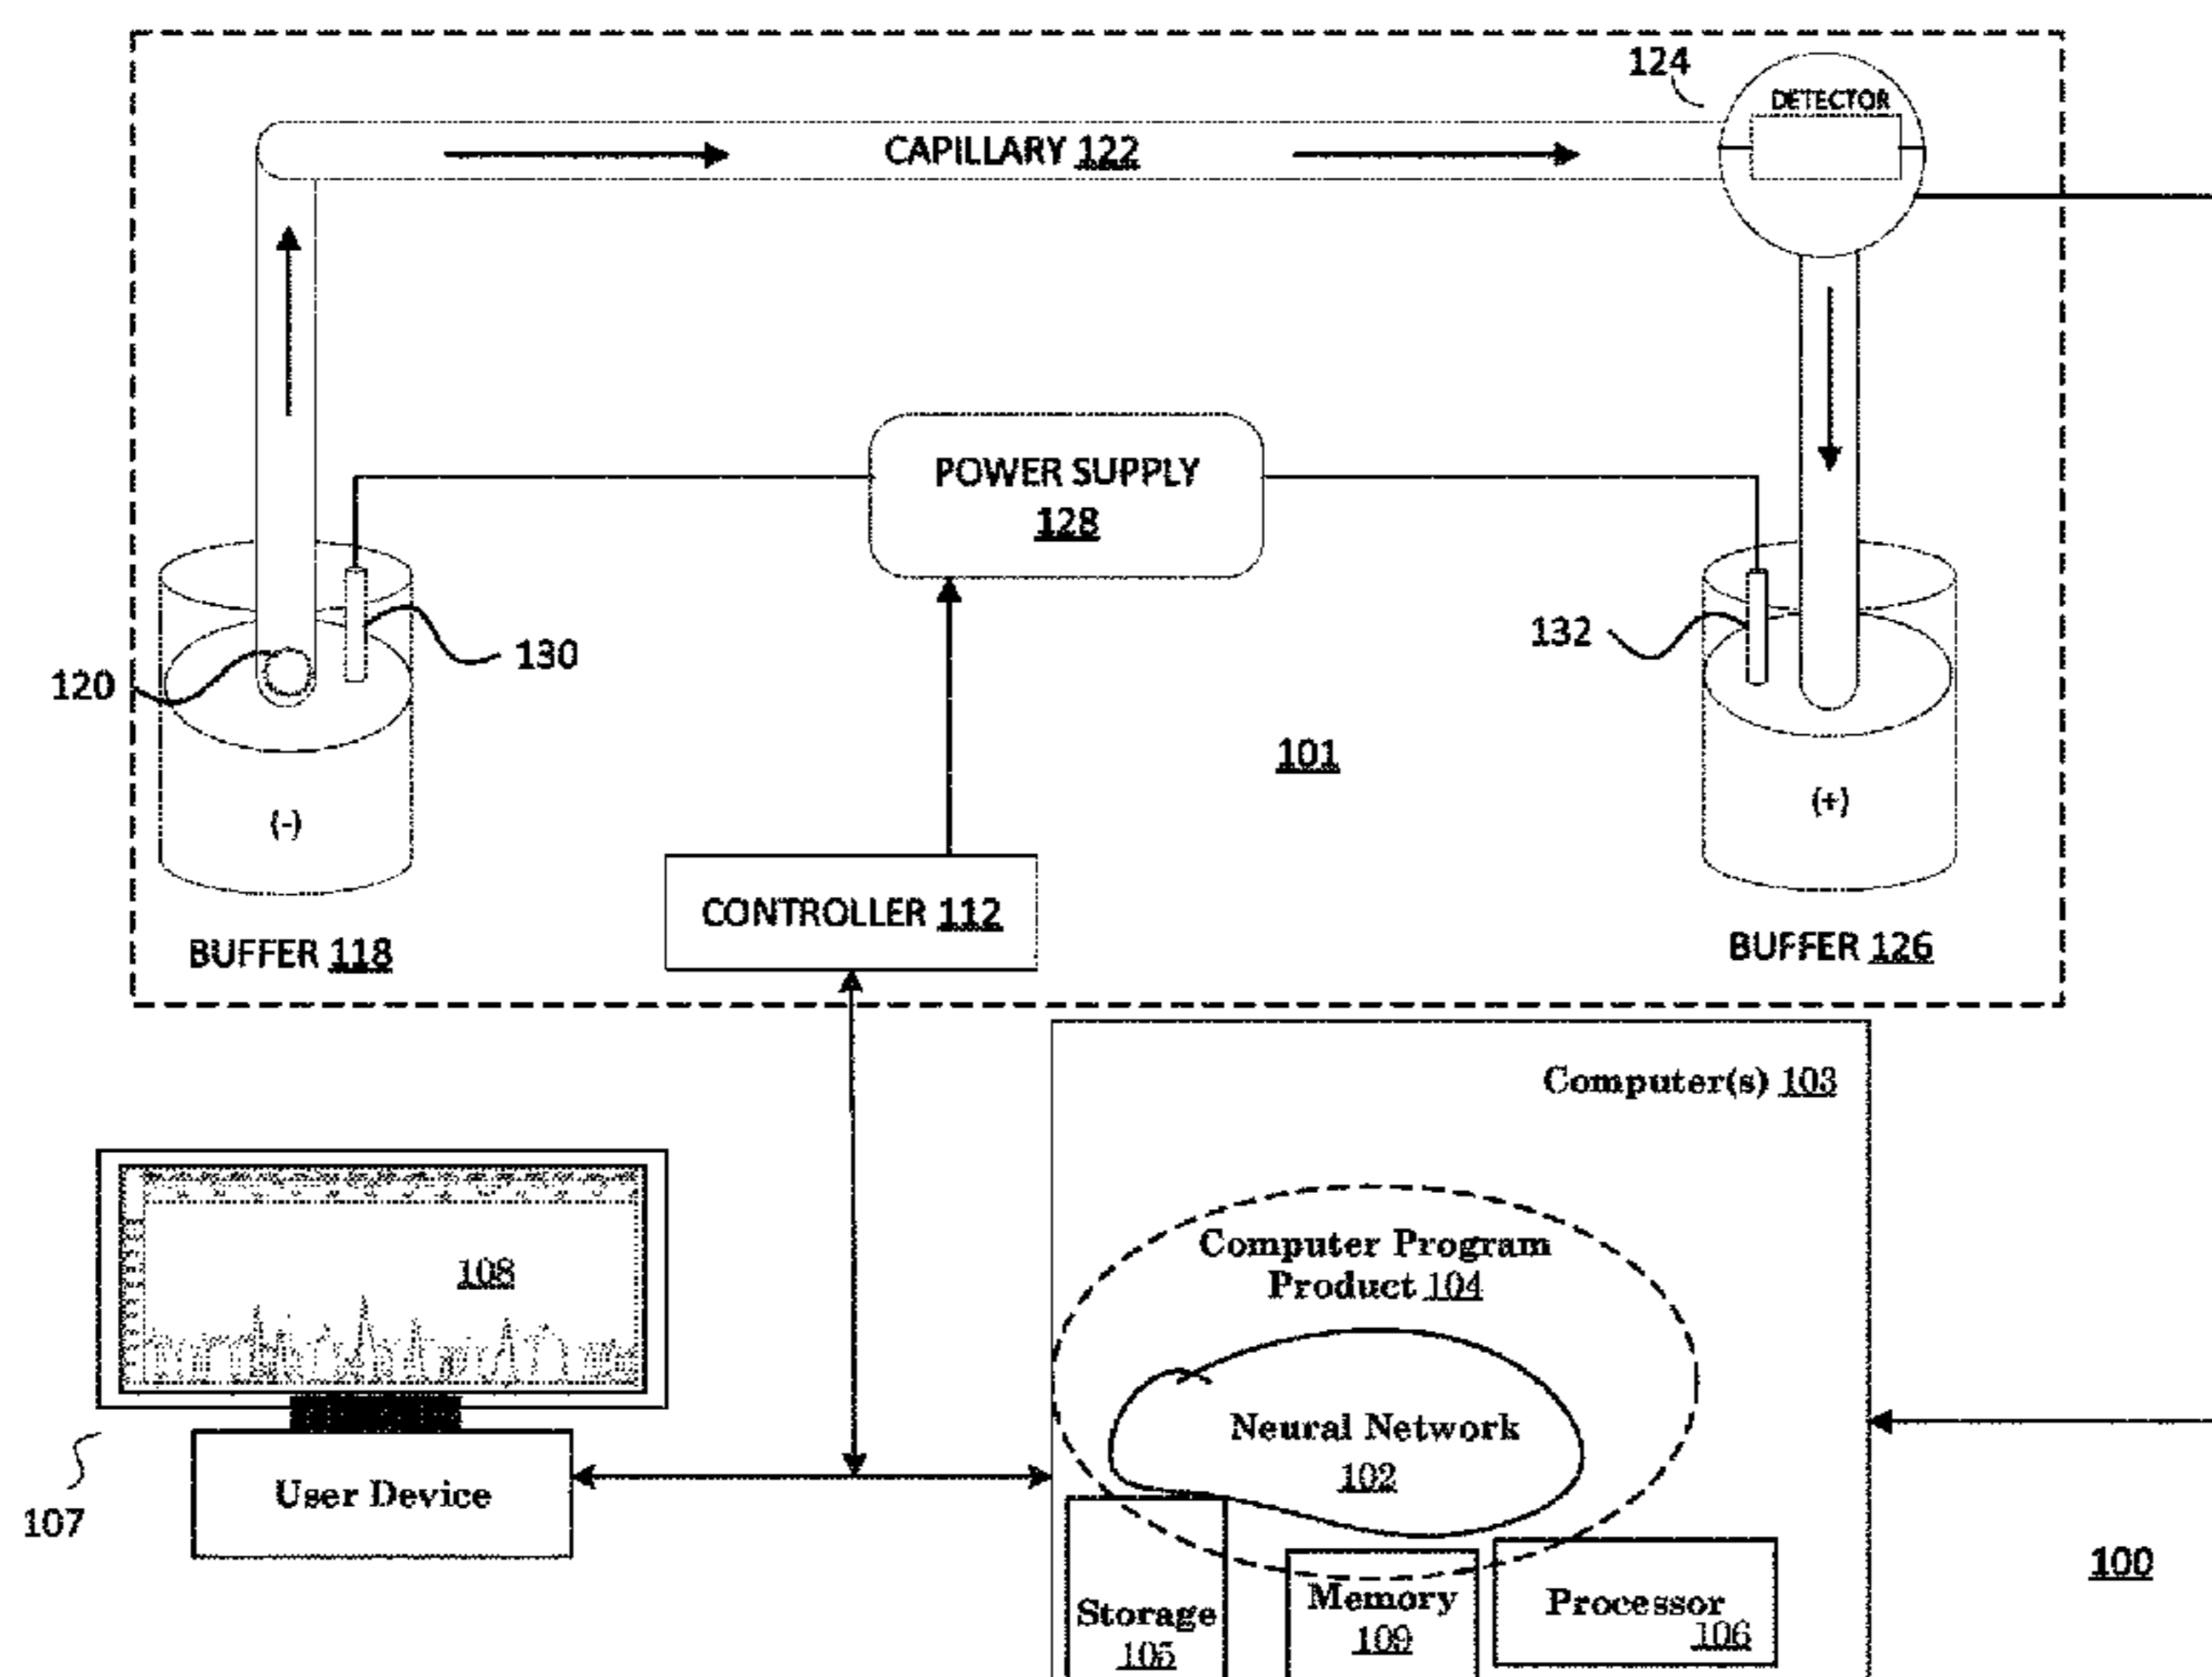 124
DETECTOR
CAPILLARY 122
POWER SUPPLY
128
130
132
120
101
(-)
(+)
CONTROLLER 112
BUFFER 118
BUFFER 126
Computer(s) 103
Computer Program
Product 104
108
Neural Network
102
User Device
107
100
Storage
105
Memory
109
Processor
106